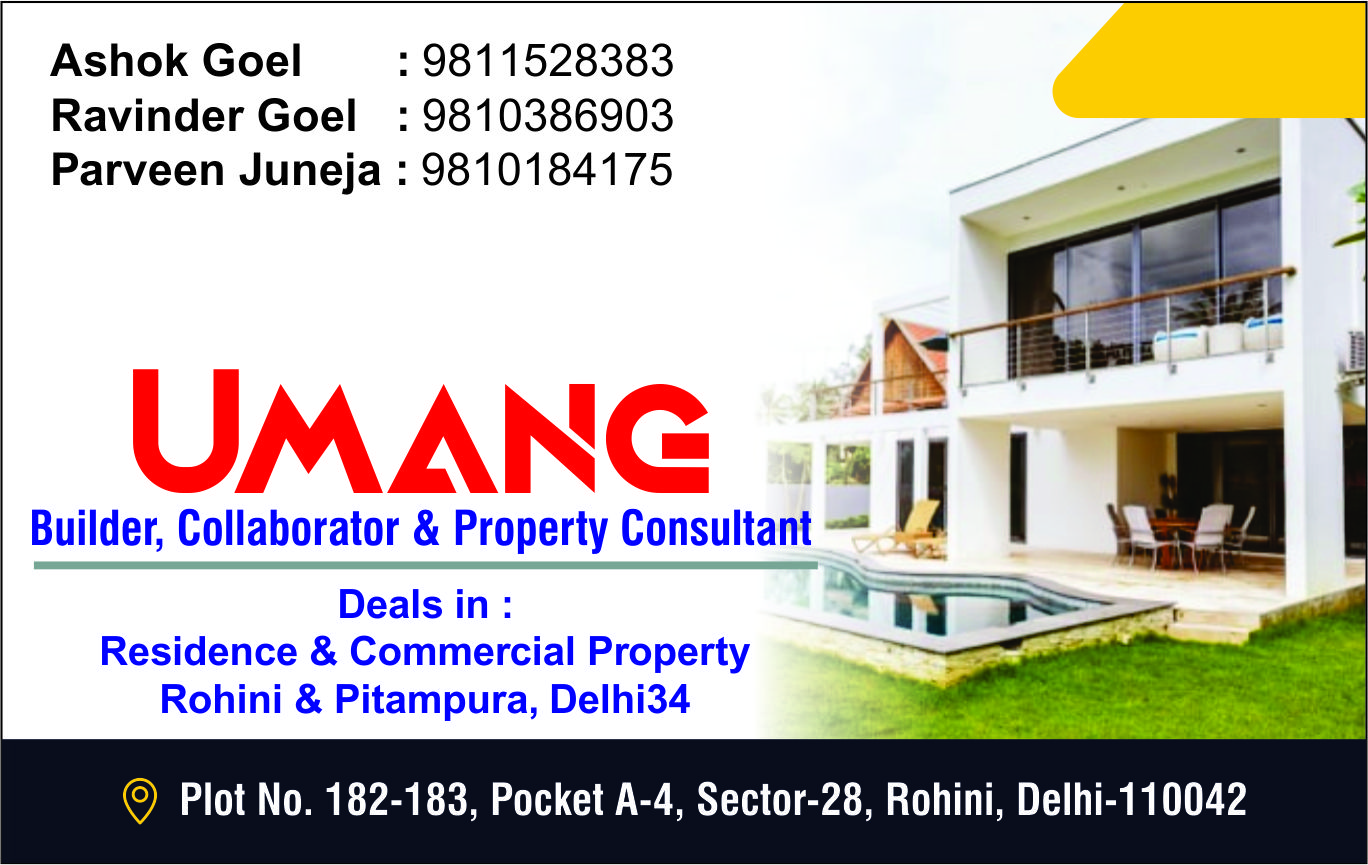 Ashok Goel : 9811528383
Ravinder Goel : 9810386903
Parveen Juneja : 9810184175
UMANG
Builder, Collaborator & Property Consultant
Deals in :
Residence & Commercial Property
Rohini & Pitampura, Delhi34
Plot No. 182-183, Pocket A-4, Sector-28, Rohini, Delhi-110042